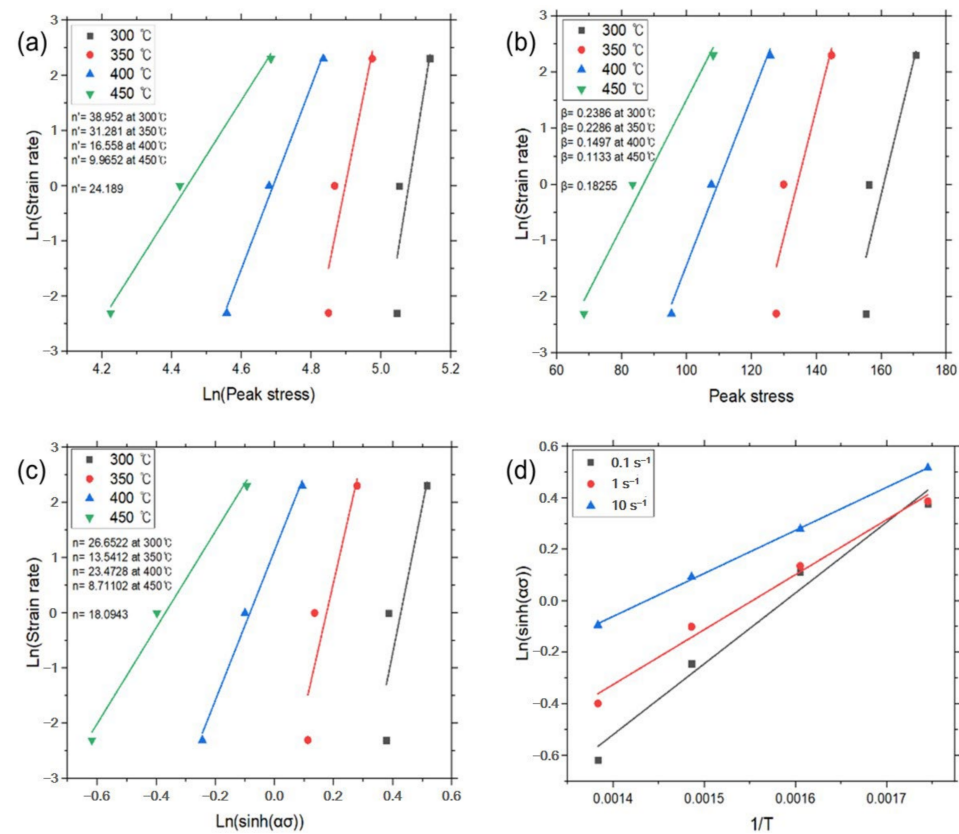 (a)
300 ℃
350 ℃
400 ℃
450 ℃
n'= 38.952 at 300℃
n'= 31.281 at 350℃
n'= 16.558 at 400℃
n'= 9.9652 at 450℃
n'= 24.189
Ln(Strain rate)
3
2
1
0
−1
−2
−3
4.2 4.4 4.6 4.8 5.0 5.2
Ln(Peak stress)
(b)
300 ℃
350 ℃
400 ℃
450 ℃
β= 0.2386 at 300℃
β= 0.2286 at 350℃
β= 0.1497 at 400℃
β= 0.1133 at 450℃
β= 0.18255
Ln(Strain rate)
3
2
1
0
−1
−2
−3
60 80 100 120 140 160 180
Peak stress
(c)
300 ℃
350 ℃
400 ℃
450 ℃
n= 26.6522 at 300℃
n= 13.5412 at 350℃
n= 23.4728 at 400℃
n= 8.71102 at 450℃
n= 18.0943
Ln(Strain rate)
3
2
1
0
−1
−2
−3
−0.6 −0.4 −0.2 0.0 0.2 0.4 0.6
Ln(sinh(ασ))
(d)
0.1 s⁻¹
1 s⁻¹
10 s⁻¹
Ln(sinh(ασ))
0.6
0.4
0.2
0.0
−0.2
−0.4
−0.6
0.0014 0.0015 0.0016 0.0017
1/T